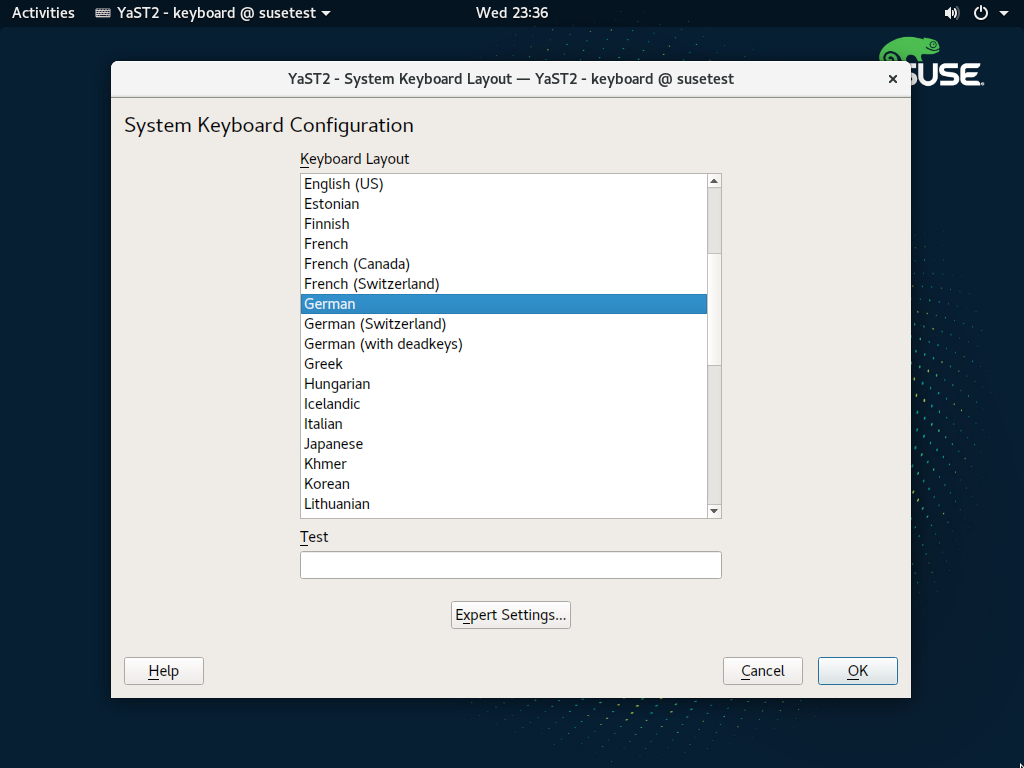 Activities
YaST2 - keyboard @ susetest
Wed 23:36
SUSE
YaST2 - System Keyboard Layout — YaST2 - keyboard @ susetest
System Keyboard Configuration
Keyboard Layout
English (US)
Estonian
Finnish
French
French (Canada)
French (Switzerland)
German
German (Switzerland)
German (with deadkeys)
Greek
Hungarian
Icelandic
Italian
Japanese
Khmer
Korean
Lithuanian
Test
Expert Settings...
Help
Cancel
OK